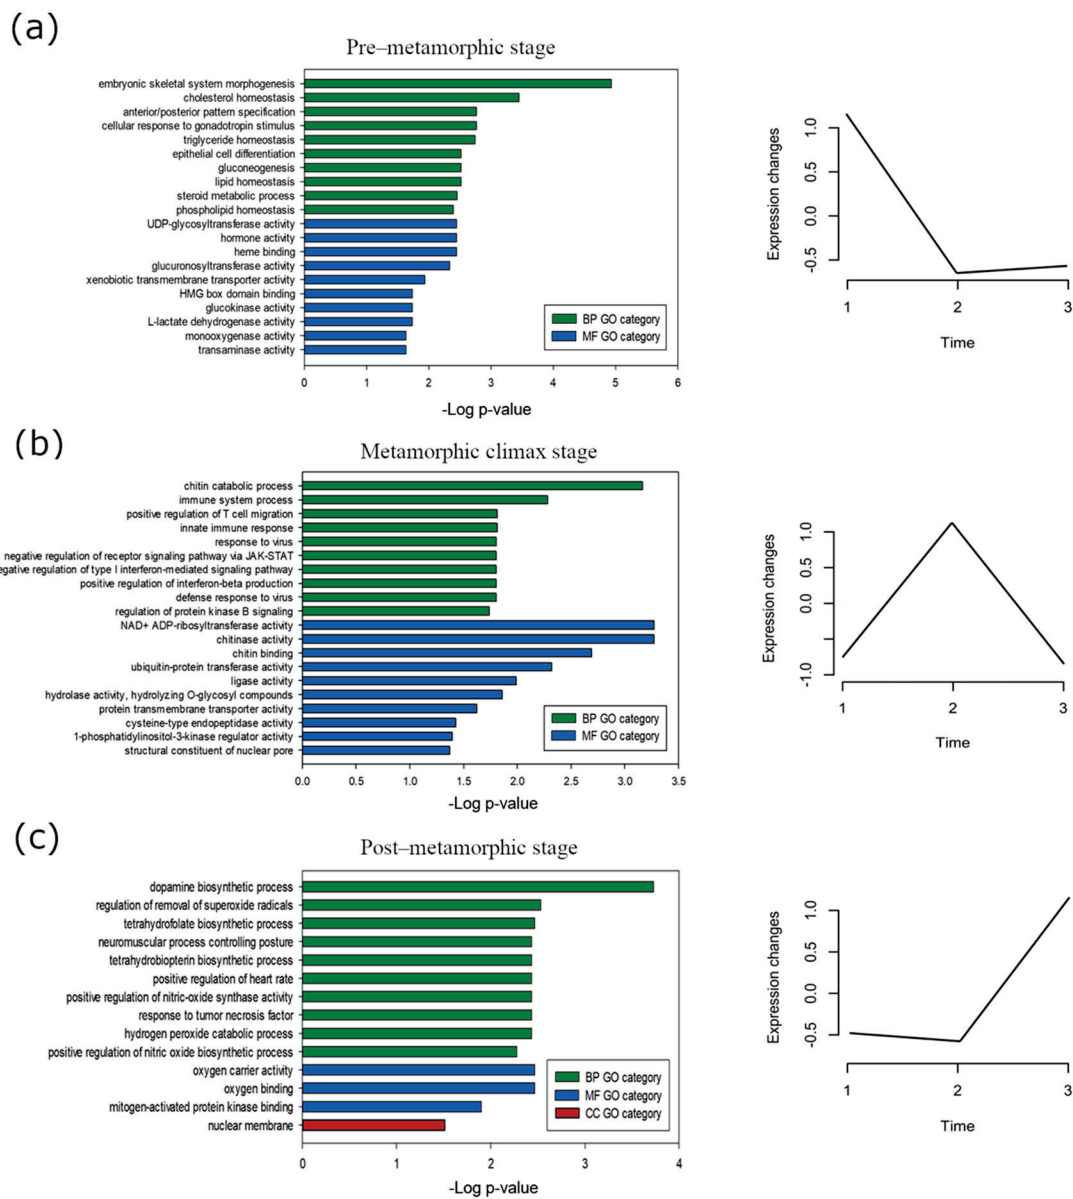 (a)
Pre–metamorphic stage
embryonic skeletal system morphogenesis
cholesterol homeostasis
anterior/posterior pattern specification
cellular response to gonadotropin stimulus
triglyceride homeostasis
epithelial cell differentiation
gluconeogenesis
lipid homeostasis
steroid metabolic process
phospholipid homeostasis
UDP-glycosyltransferase activity
hormone activity
heme binding
glucuronosyltransferase activity
xenobiotic transmembrane transporter activity
HMG box domain binding
glucokinase activity
L-lactate dehydrogenase activity
monooxygenase activity
transaminase activity
BP GO category
MF GO category
0 1 2 3 4 5 6
-Log p-value
Expression changes
1.0
0.5
0.0
-0.5
1 2 3
Time
(b)
Metamorphic climax stage
chitin catabolic process
immune system process
positive regulation of T cell migration
innate immune response
response to virus
negative regulation of receptor signaling pathway via JAK-STAT
egative regulation of type I interferon-mediated signaling pathway
positive regulation of interferon-beta production
defense response to virus
regulation of protein kinase B signaling
NAD+ ADP-ribosyltransferase activity
chitinase activity
chitin binding
ubiquitin-protein transferase activity
ligase activity
hydrolase activity, hydrolyzing O-glycosyl compounds
protein transmembrane transporter activity
cysteine-type endopeptidase activity
1-phosphatidylinositol-3-kinase regulator activity
structural constituent of nuclear pore
BP GO category
MF GO category
0.0 0.5 1.0 1.5 2.0 2.5 3.0 3.5
-Log p-value
Expression changes
1.0
0.5
0.0
-1.0
1 2 3
Time
(c)
Post–metamorphic stage
dopamine biosynthetic process
regulation of removal of superoxide radicals
tetrahydrofolate biosynthetic process
neuromuscular process controlling posture
tetrahydrobiopterin biosynthetic process
positive regulation of heart rate
positive regulation of nitric-oxide synthase activity
response to tumor necrosis factor
hydrogen peroxide catabolic process
positive regulation of nitric oxide biosynthetic process
oxygen carrier activity
oxygen binding
mitogen-activated protein kinase binding
nuclear membrane
BP GO category
MF GO category
CC GO category
0 1 2 3 4
-Log p-value
Expression changes
1.0
0.5
0.0
-0.5
1 2 3
Time